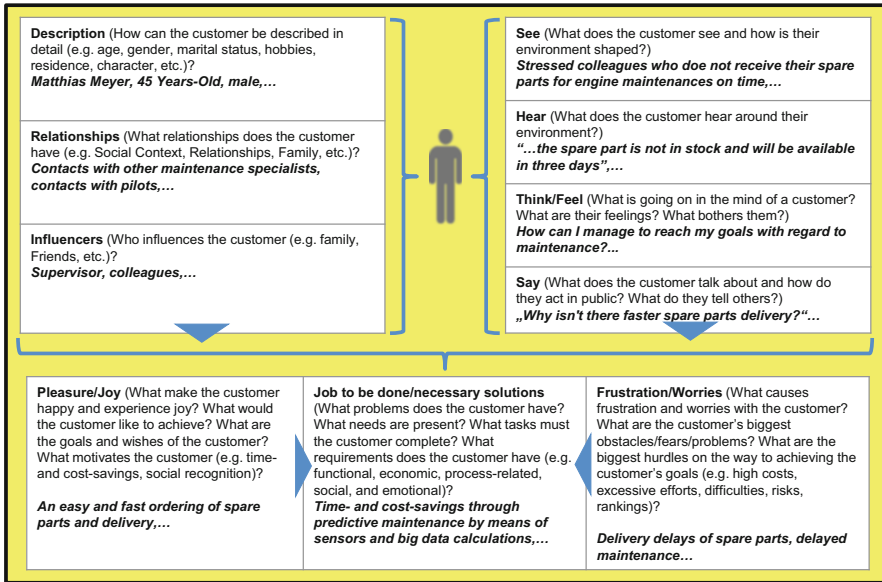 Description (How can the customer be described in
detail (e.g. age, gender, marital status, hobbies,
residence, character, etc.)?
Matthias Meyer, 45 Years-Old, male,…
Relationships (What relationships does the customer
have (e.g. Social Context, Relationships, Family, etc.)?
Contacts with other maintenance specialists,
contacts with pilots,…
Influencers (Who influences the customer (e.g. family,
Friends, etc.)?
Supervisor, colleagues,…
See (What does the customer see and how is their
environment shaped?)
Stressed colleagues who doe not receive their spare
parts for engine maintenances on time,…
Hear (What does the customer hear around their
environment?)
“…the spare part is not in stock and will be available
in three days”,…
Think/Feel (What is going on in the mind of a customer?
What are their feelings? What bothers them?)
How can I manage to reach my goals with regard to
maintenance?...
Say (What does the customer talk about and how do
they act in public? What do they tell others?)
„Why isn't there faster spare parts delivery?“…
Pleasure/Joy (What make the customer
happy and experience joy? What would
the customer like to achieve? What are
the goals and wishes of the customer?
What motivates the customer (e.g. time-
and cost-savings, social recognition)?
An easy and fast ordering of spare
parts and delivery,…
Job to be done/necessary solutions
(What problems does the customer have?
What needs are present? What tasks must
the customer complete? What
requirements does the customer have (e.g.
functional, economic, process-related,
social, and emotional)?
Time- and cost-savings through
predictive maintenance by means of
sensors and big data calculations,…
Frustration/Worries (What causes
frustration and worries with the customer?
What are the customer’s biggest
obstacles/fears/problems? What are the
biggest hurdles on the way to achieving the
customer’s goals (e.g. high costs,
excessive efforts, difficulties, risks,
rankings)?
Delivery delays of spare parts, delayed
maintenance…